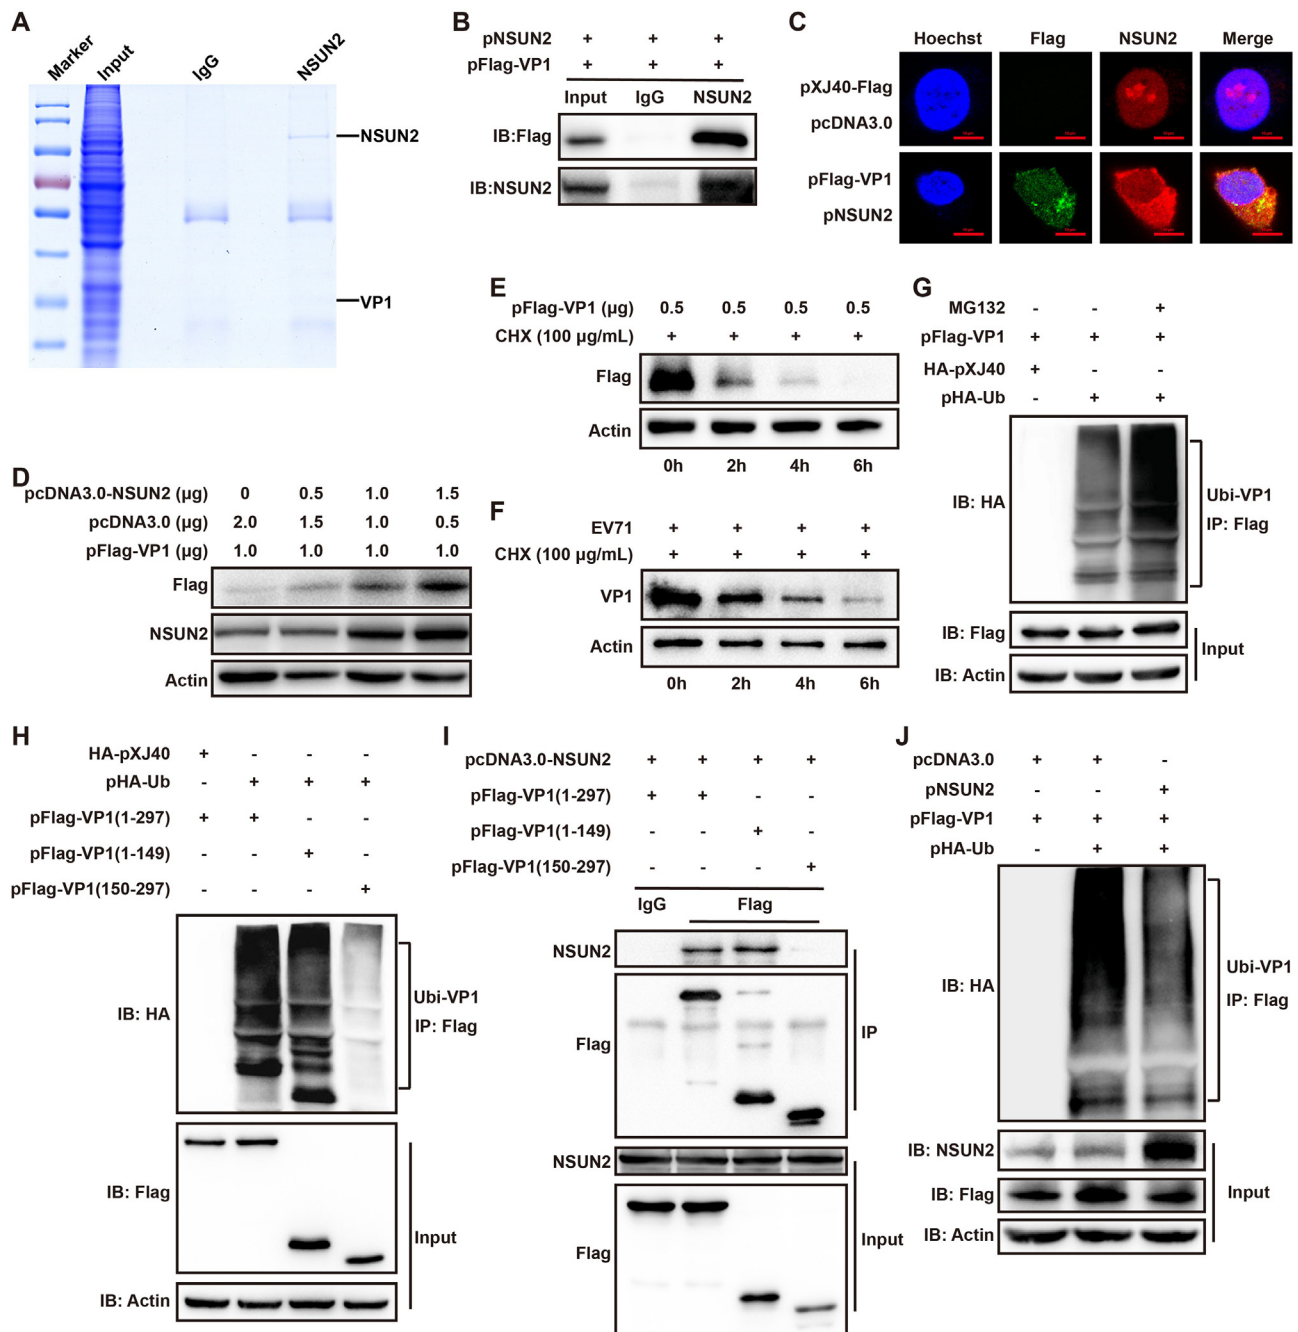 A
Marker Input IgG NSUN2
NSUN2
VP1
B
pNSUN2 + + +
pFlag-VP1 + + +
Input IgG NSUN2
IB:Flag
IB:NSUN2
C
Hoechst Flag NSUN2 Merge
pXJ40-Flag
pcDNA3.0
pFlag-VP1
pNSUN2
D
pcDNA3.0-NSUN2 (µg) 0 0.5 1.0 1.5
pcDNA3.0 (µg) 2.0 1.5 1.0 0.5
pFlag-VP1 (µg) 1.0 1.0 1.0 1.0
Flag
NSUN2
Actin
E
pFlag-VP1 (µg) 0.5 0.5 0.5 0.5
CHX (100 µg/mL) + + + +
Flag
Actin
0h 2h 4h 6h
F
EV71 + + + +
CHX (100 µg/mL) + + + +
VP1
Actin
0h 2h 4h 6h
G
MG132 - - +
pFlag-VP1 + + +
HA-pXJ40 + - -
pHA-Ub - + +
IB: HA
Ubi-VP1
IP: Flag
IB: Flag
IB: Actin
Input
H
HA-pXJ40 + - - -
pHA-Ub - + + +
pFlag-VP1(1-297) + + - -
pFlag-VP1(1-149) - - + -
pFlag-VP1(150-297) - - - +
IB: HA
Ubi-VP1
IP: Flag
IB: Flag
Input
IB: Actin
I
pcDNA3.0-NSUN2 + + + +
pFlag-VP1(1-297) + + - -
pFlag-VP1(1-149) - - + -
pFlag-VP1(150-297) - - - +
IgG Flag
NSUN2
IP
Flag
NSUN2
Input
Flag
J
pcDNA3.0 + + -
pNSUN2 - - +
pFlag-VP1 + + +
pHA-Ub - + +
IB: HA
Ubi-VP1
IP: Flag
IB: NSUN2
IB: Flag
Input
IB: Actin